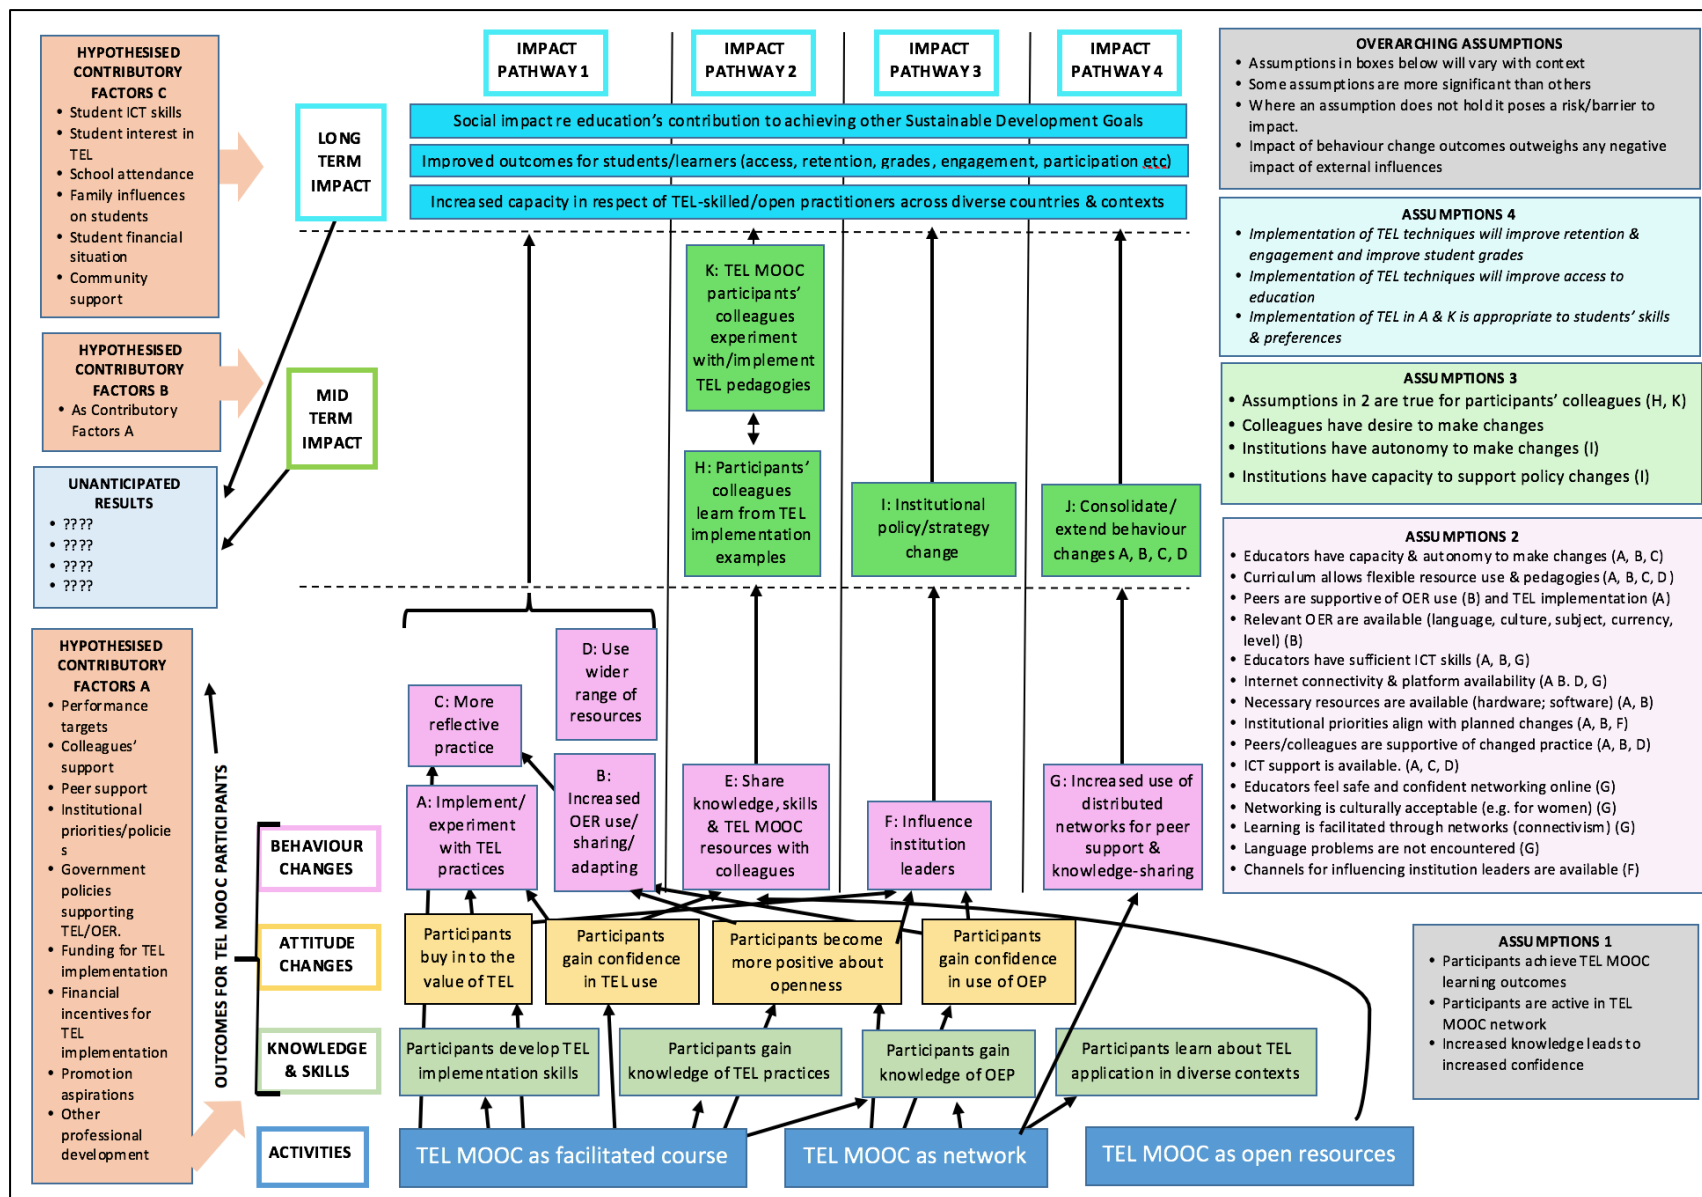 HYPOTHESISED
CONTRIBUTORY
FACTORS C
• Student ICT skills
• Student interest in
TEL
• School attendance
• Family influences
on students
• Student financial
situation
• Community
support
HYPOTHESISED
CONTRIBUTORY
FACTORS B
• As Contributory
Factors A
UNANTICIPATED
RESULTS
• ????
• ????
• ????
• ????
HYPOTHESISED
CONTRIBUTORY
FACTORS A
• Performance
targets
• Colleagues'
support
• Peer support
• Institutional
priorities/policie
s
• Government
policies
supporting
TEL/OER.
• Funding for TEL
implementation
• Financial
incentives for
TEL
implementation
• Promotion
aspirations
• Other
professional
development
OUTCOMES FOR TEL MOOC PARTICIPANTS
LONG
TERM
IMPACT
MID
TERM
IMPACT
BEHAVIOUR
CHANGES
ATTITUDE
CHANGES
KNOWLEDGE
& SKILLS
ACTIVITIES
IMPACT
PATHWAY 1
IMPACT
PATHWAY 2
IMPACT
PATHWAY 3
IMPACT
PATHWAY 4
Social impact re education's contribution to achieving other Sustainable Development Goals
Improved outcomes for students/learners (access, retention, grades, engagement, participation etc)
Increased capacity in respect of TEL-skilled/open practitioners across diverse countries & contexts
K: TEL MOOC
participants'
colleagues
experiment
with/implement
TEL pedagogies
H: Participants'
colleagues
learn from TEL
implementation
examples
I: Institutional
policy/strategy
change
J: Consolidate/
extend behaviour
changes A, B, C, D
D: Use
wider
range of
resources
C: More
reflective
practice
A: Implement/
experiment
with TEL
practices
B:
Increased
OER use/
sharing/
adapting
E: Share
knowledge, skills
& TEL MOOC
resources with
colleagues
F: Influence
institution
leaders
G: Increased use of
distributed
networks for peer
support &
knowledge-sharing
Participants
buy in to the
value of TEL
Participants
gain confidence
in TEL use
Participants become
more positive about
openness
Participants
gain confidence
in use of OEP
Participants develop TEL
implementation skills
Participants gain
knowledge of TEL practices
Participants gain
knowledge of OEP
Participants learn about TEL
application in diverse contexts
TEL MOOC as facilitated course
TEL MOOC as network
TEL MOOC as open resources
OVERARCHING ASSUMPTIONS
• Assumptions in boxes below will vary with context
• Some assumptions are more significant than others
• Where an assumption does not hold it poses a risk/barrier to
impact.
• Impact of behaviour change outcomes outweighs any negative
impact of external influences
ASSUMPTIONS 4
• Implementation of TEL techniques will improve retention &
engagement and improve student grades
• Implementation of TEL techniques will improve access to
education
• Implementation of TEL in A & K is appropriate to students' skills
& preferences
ASSUMPTIONS 3
• Assumptions in 2 are true for participants' colleagues (H, K)
• Colleagues have desire to make changes
• Institutions have autonomy to make changes (I)
• Institutions have capacity to support policy changes (I)
ASSUMPTIONS 2
• Educators have capacity & autonomy to make changes (A, B, C)
• Curriculum allows flexible resource use & pedagogies (A, B, C, D)
• Peers are supportive of OER use (B) and TEL implementation (A)
• Relevant OER are available (language, culture, subject, currency,
level) (B)
• Educators have sufficient ICT skills (A, B, G)
• Internet connectivity & platform availability (A B. D, G)
• Necessary resources are available (hardware; software) (A, B)
• Institutional priorities align with planned changes (A, B, F)
• Peers/colleagues are supportive of changed practice (A, B, D)
• ICT support is available. (A, C, D)
• Educators feel safe and confident networking online (G)
• Networking is culturally acceptable (e.g. for women) (G)
• Learning is facilitated through networks (connectivism) (G)
• Language problems are not encountered (G)
• Channels for influencing institution leaders are available (F)
ASSUMPTIONS 1
• Participants achieve TEL MOOC
learning outcomes
• Participants are active in TEL
MOOC network
• Increased knowledge leads to
increased confidence